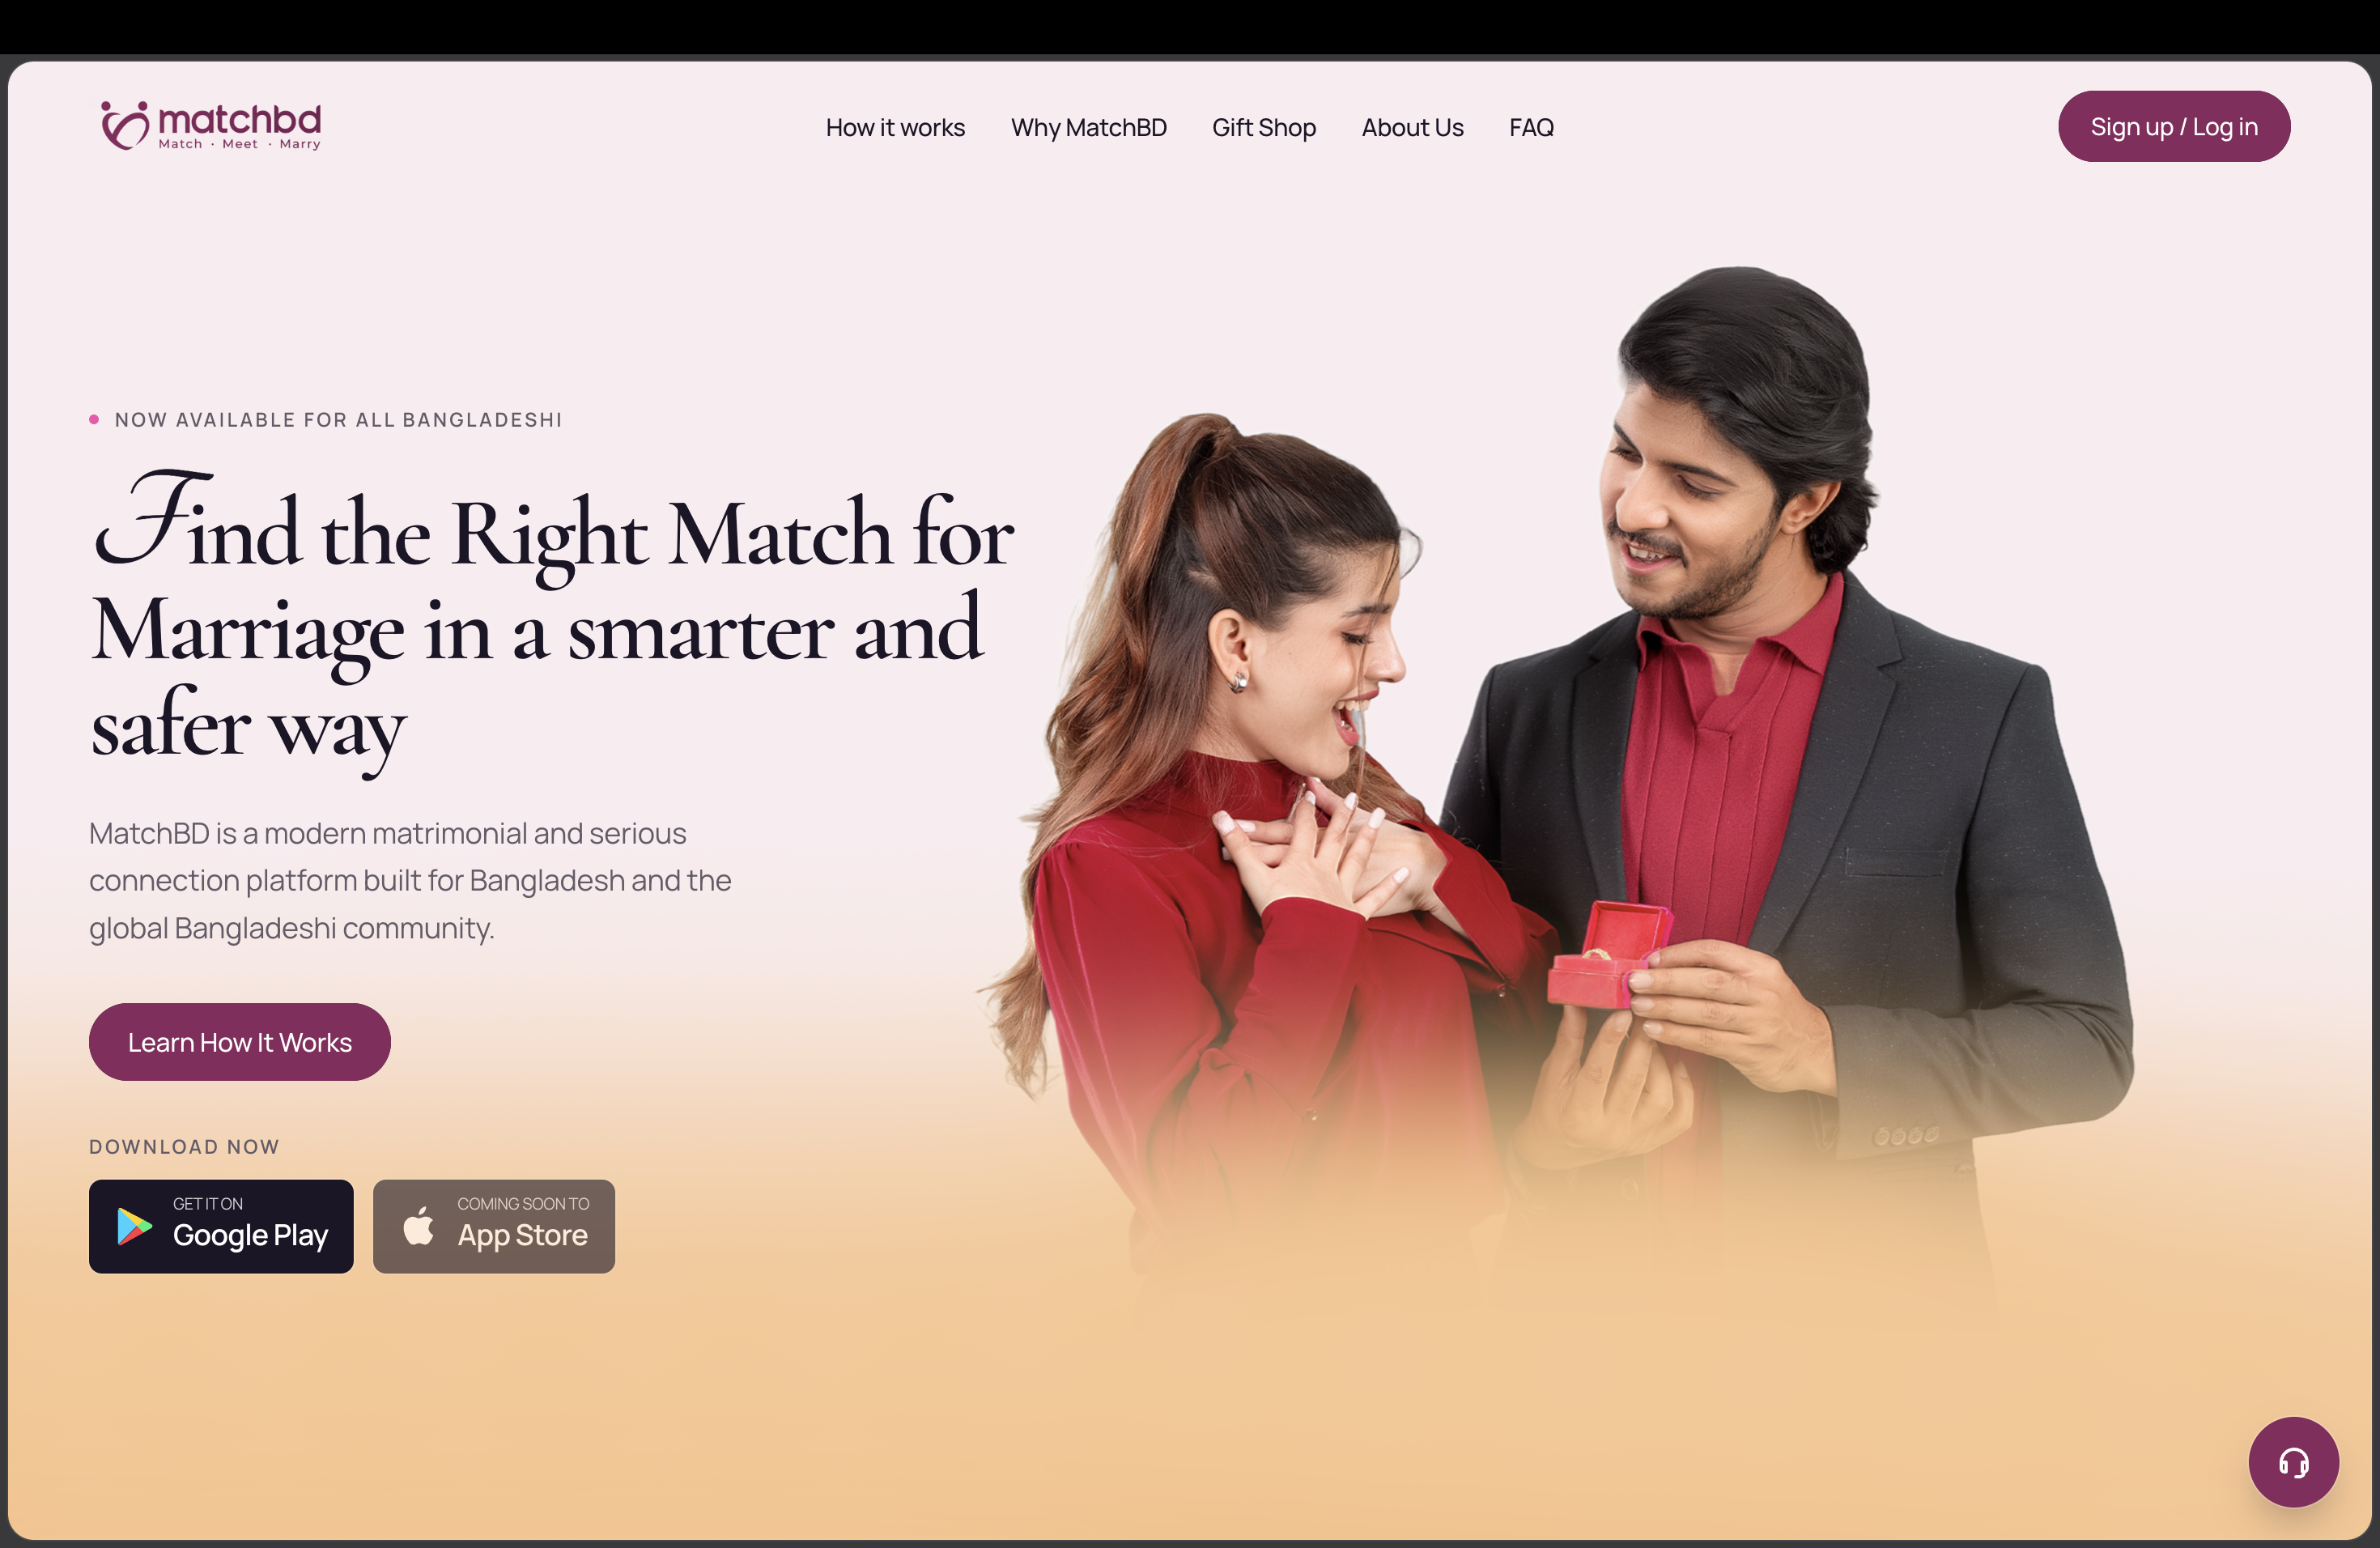 matchbd
Match · Meet · Marry
How it works
Why MatchBD
Gift Shop
About Us
FAQ
Sign up / Log in
NOW AVAILABLE FOR ALL BANGLADESHI
Find the Right Match for
Marriage in a smarter and
safer way
MatchBD is a modern matrimonial and serious
connection platform built for Bangladesh and the
global Bangladeshi community.
Learn How It Works
DOWNLOAD NOW
GET IT ON
Google Play
COMING SOON TO
App Store